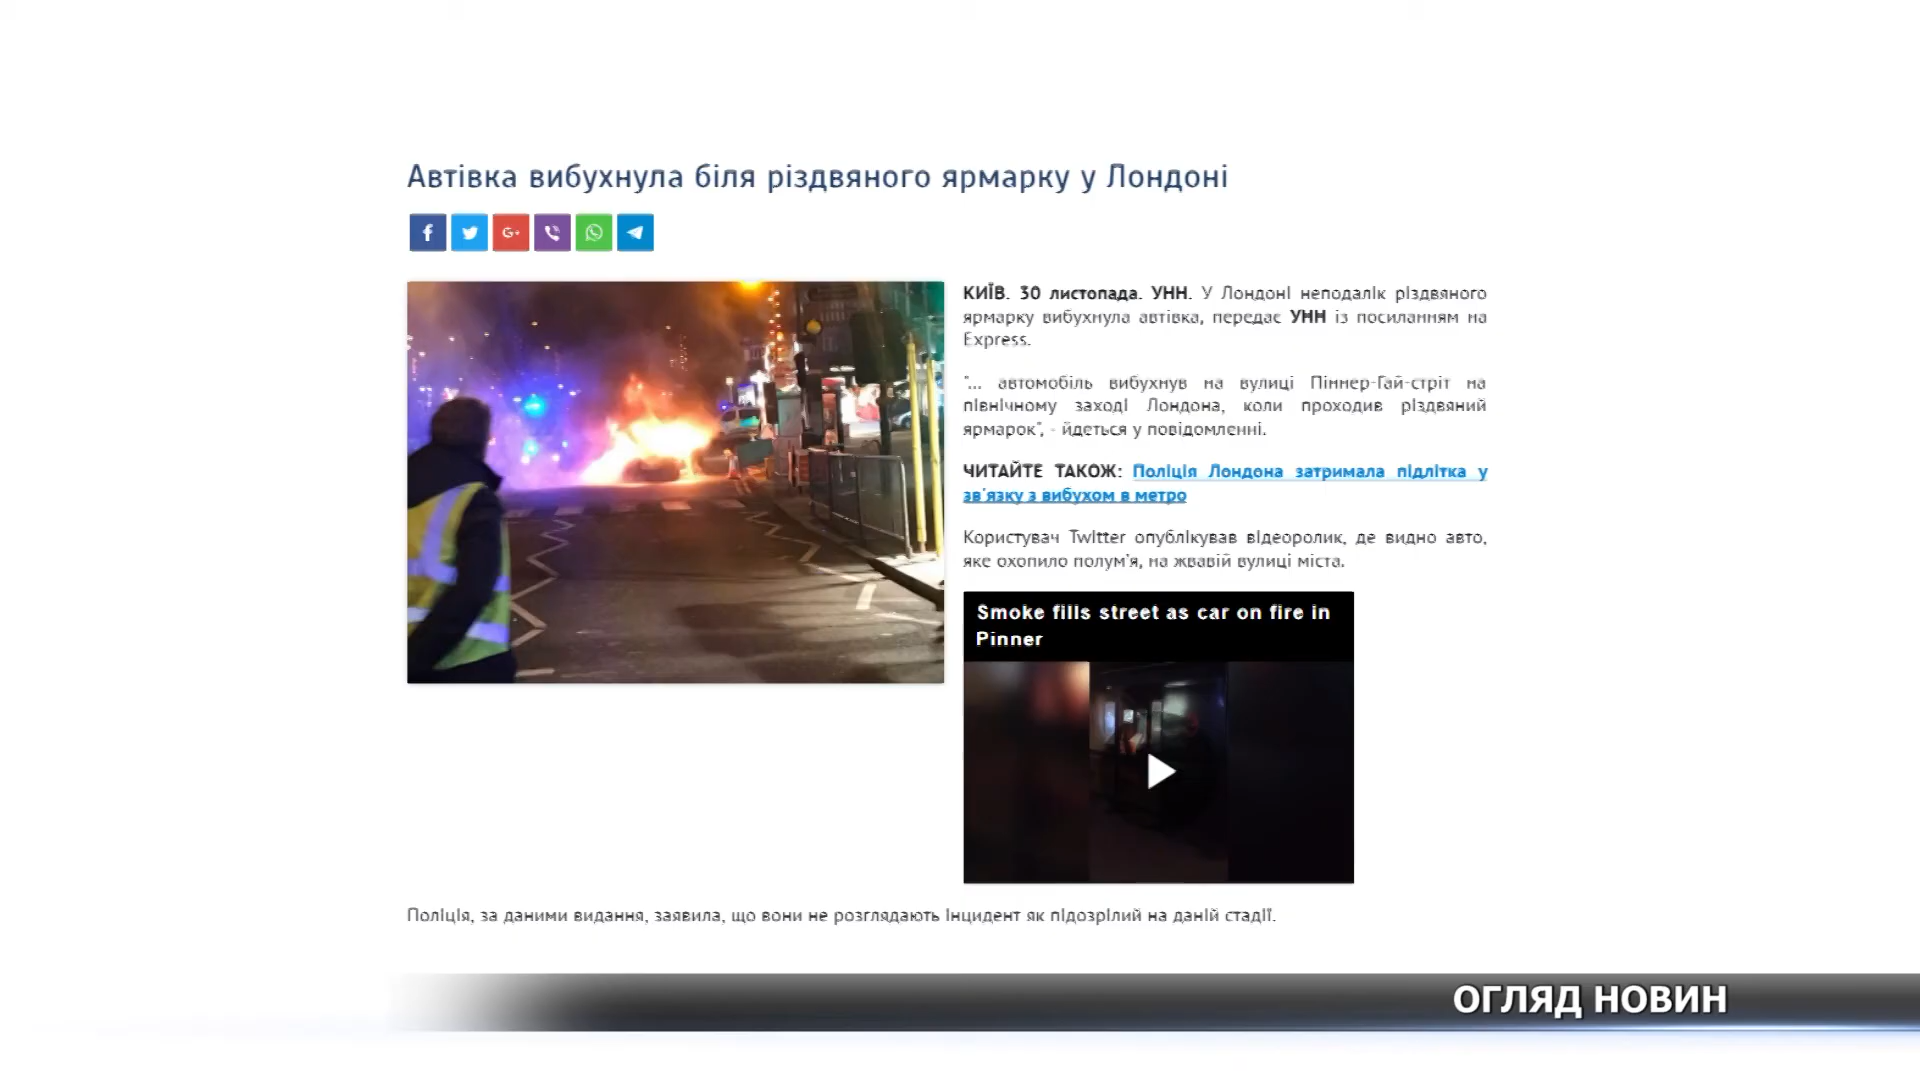 Автівка вибухнула біля різдвяного ярмарку у Лондоні
КИЇВ. 30 листопада. УНН. У Лондоні неподалік різдвяного
ярмарку вибухнула автівка, передає УНН із посиланням на
Express.
"... автомобіль вибухнув на вулиці Піннер-Гай-стріт на
північному заході Лондона, коли проходив різдвяний
ярмарок", - йдеться у повідомленні.
ЧИТАЙТЕ ТАКОЖ: Поліція Лондона затримала підлітка у
зв'язку з вибухом в метро
Користувач Twitter опублікував відеоролик, де видно авто,
яке охопило полум'я, на жвавій вулиці міста.
Smoke fills street as car on fire in
Pinner
Поліція, за даними видання, заявила, що вони не розглядають інцидент як підозрілий на даній стадії.
ОГЛЯД НОВИН